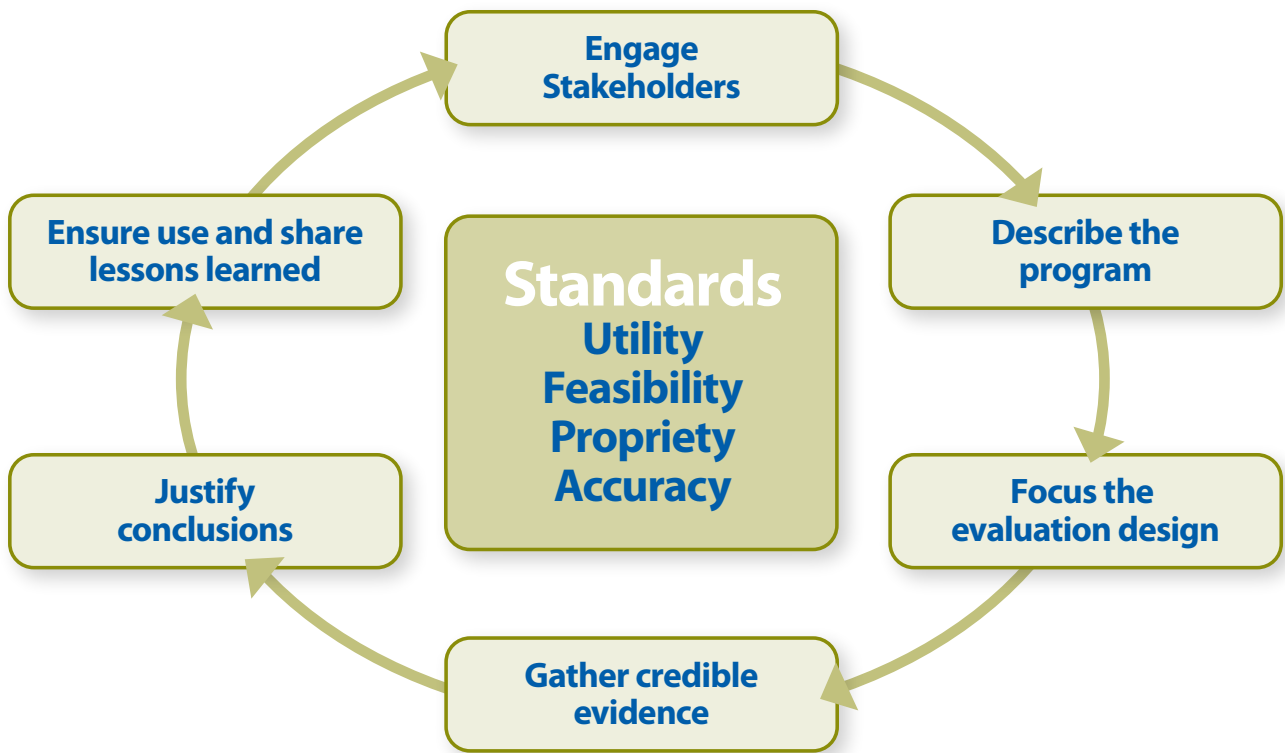 Engage
Stakeholders
Describe the
program
Focus the
evaluation design
Gather credible
evidence
Justify
conclusions
Ensure use and share
lessons learned
Standards
Utility
Feasibility
Propriety
Accuracy